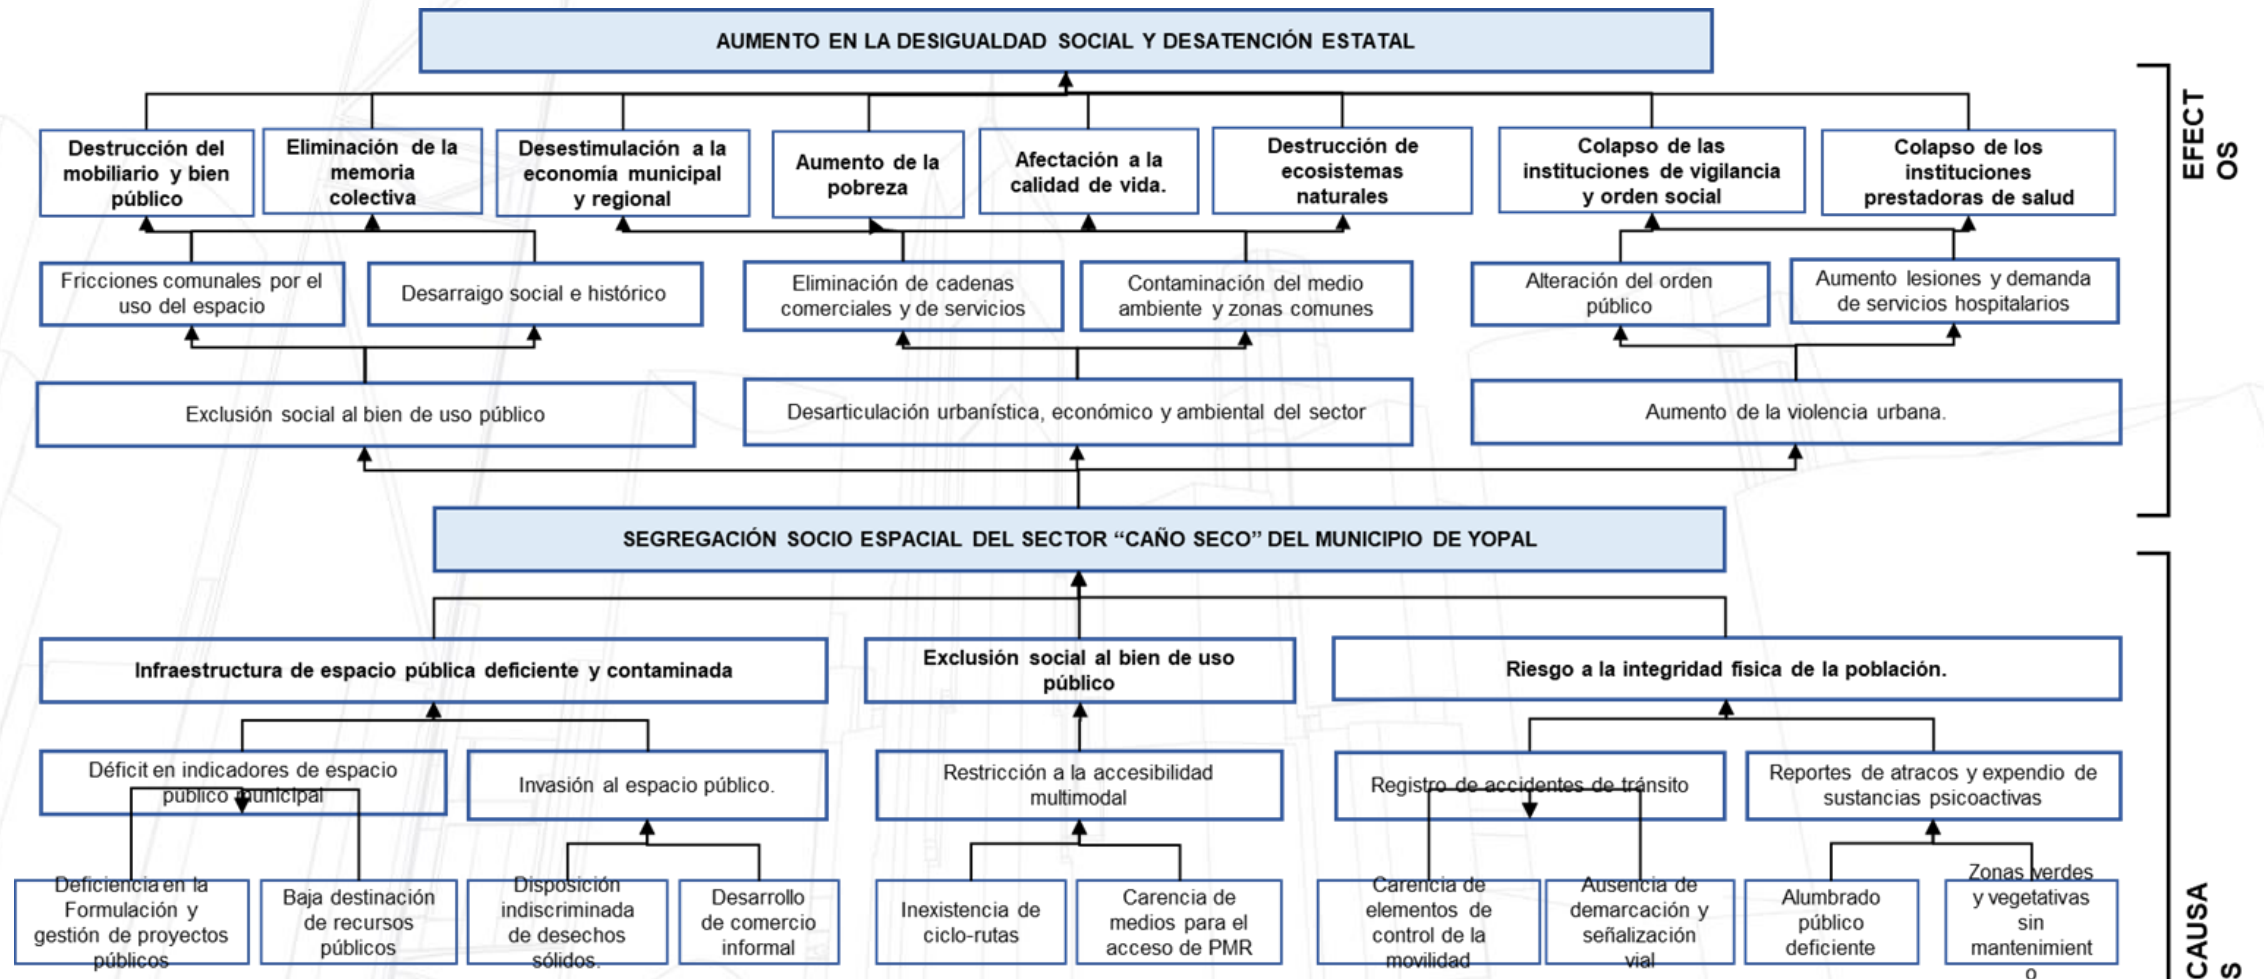 AUMENTO EN LA DESIGUALDAD SOCIAL Y DESATENCIÓN ESTATAL
EFECT
OS
Destrucción del
mobiliario y bien
público
Eliminación de la
memoria
colectiva
Desestimulación a la
economía municipal
y regional
Aumento de la
pobreza
Afectación a la
calidad de vida.
Destrucción de
ecosistemas
naturales
Colapso de las
instituciones de vigilancia
y orden social
Colapso de los
instituciones
prestadoras de salud
Fricciones comunales por el
uso del espacio
Desarraigo social e histórico
Eliminación de cadenas
comerciales y de servicios
Contaminación del medio
ambiente y zonas comunes
Alteración del orden
público
Aumento lesiones y demanda
de servicios hospitalarios
Exclusión social al bien de uso público
Desarticulación urbanística, económico y ambiental del sector
Aumento de la violencia urbana.
SEGREGACIÓN SOCIO ESPACIAL DEL SECTOR “CAÑO SECO” DEL MUNICIPIO DE YOPAL
Infraestructura de espacio pública deficiente y contaminada
Exclusión social al bien de uso
público
Riesgo a la integridad física de la población.
Déficit en indicadores de espacio
publico municipal
Invasión al espacio público.
Restricción a la accesibilidad
multimodal
Registro de accidentes de tránsito
Reportes de atracos y expendio de
sustancias psicoactivas
Deficiencia en la
Formulación y
gestión de proyectos
públicos
Baja destinación
de recursos
públicos
Disposición
indiscriminada
de desechos
sólidos.
Desarrollo
de comercio
informal
Inexistencia de
ciclo-rutas
Carencia de
medios para el
acceso de PMR
Carencia de
elementos de
control de la
movilidad
Ausencia de
demarcación y
señalización
vial
Alumbrado
público
deficiente
Zonas verdes
y vegetativas
sin
mantenimient
o
CAUSA
S